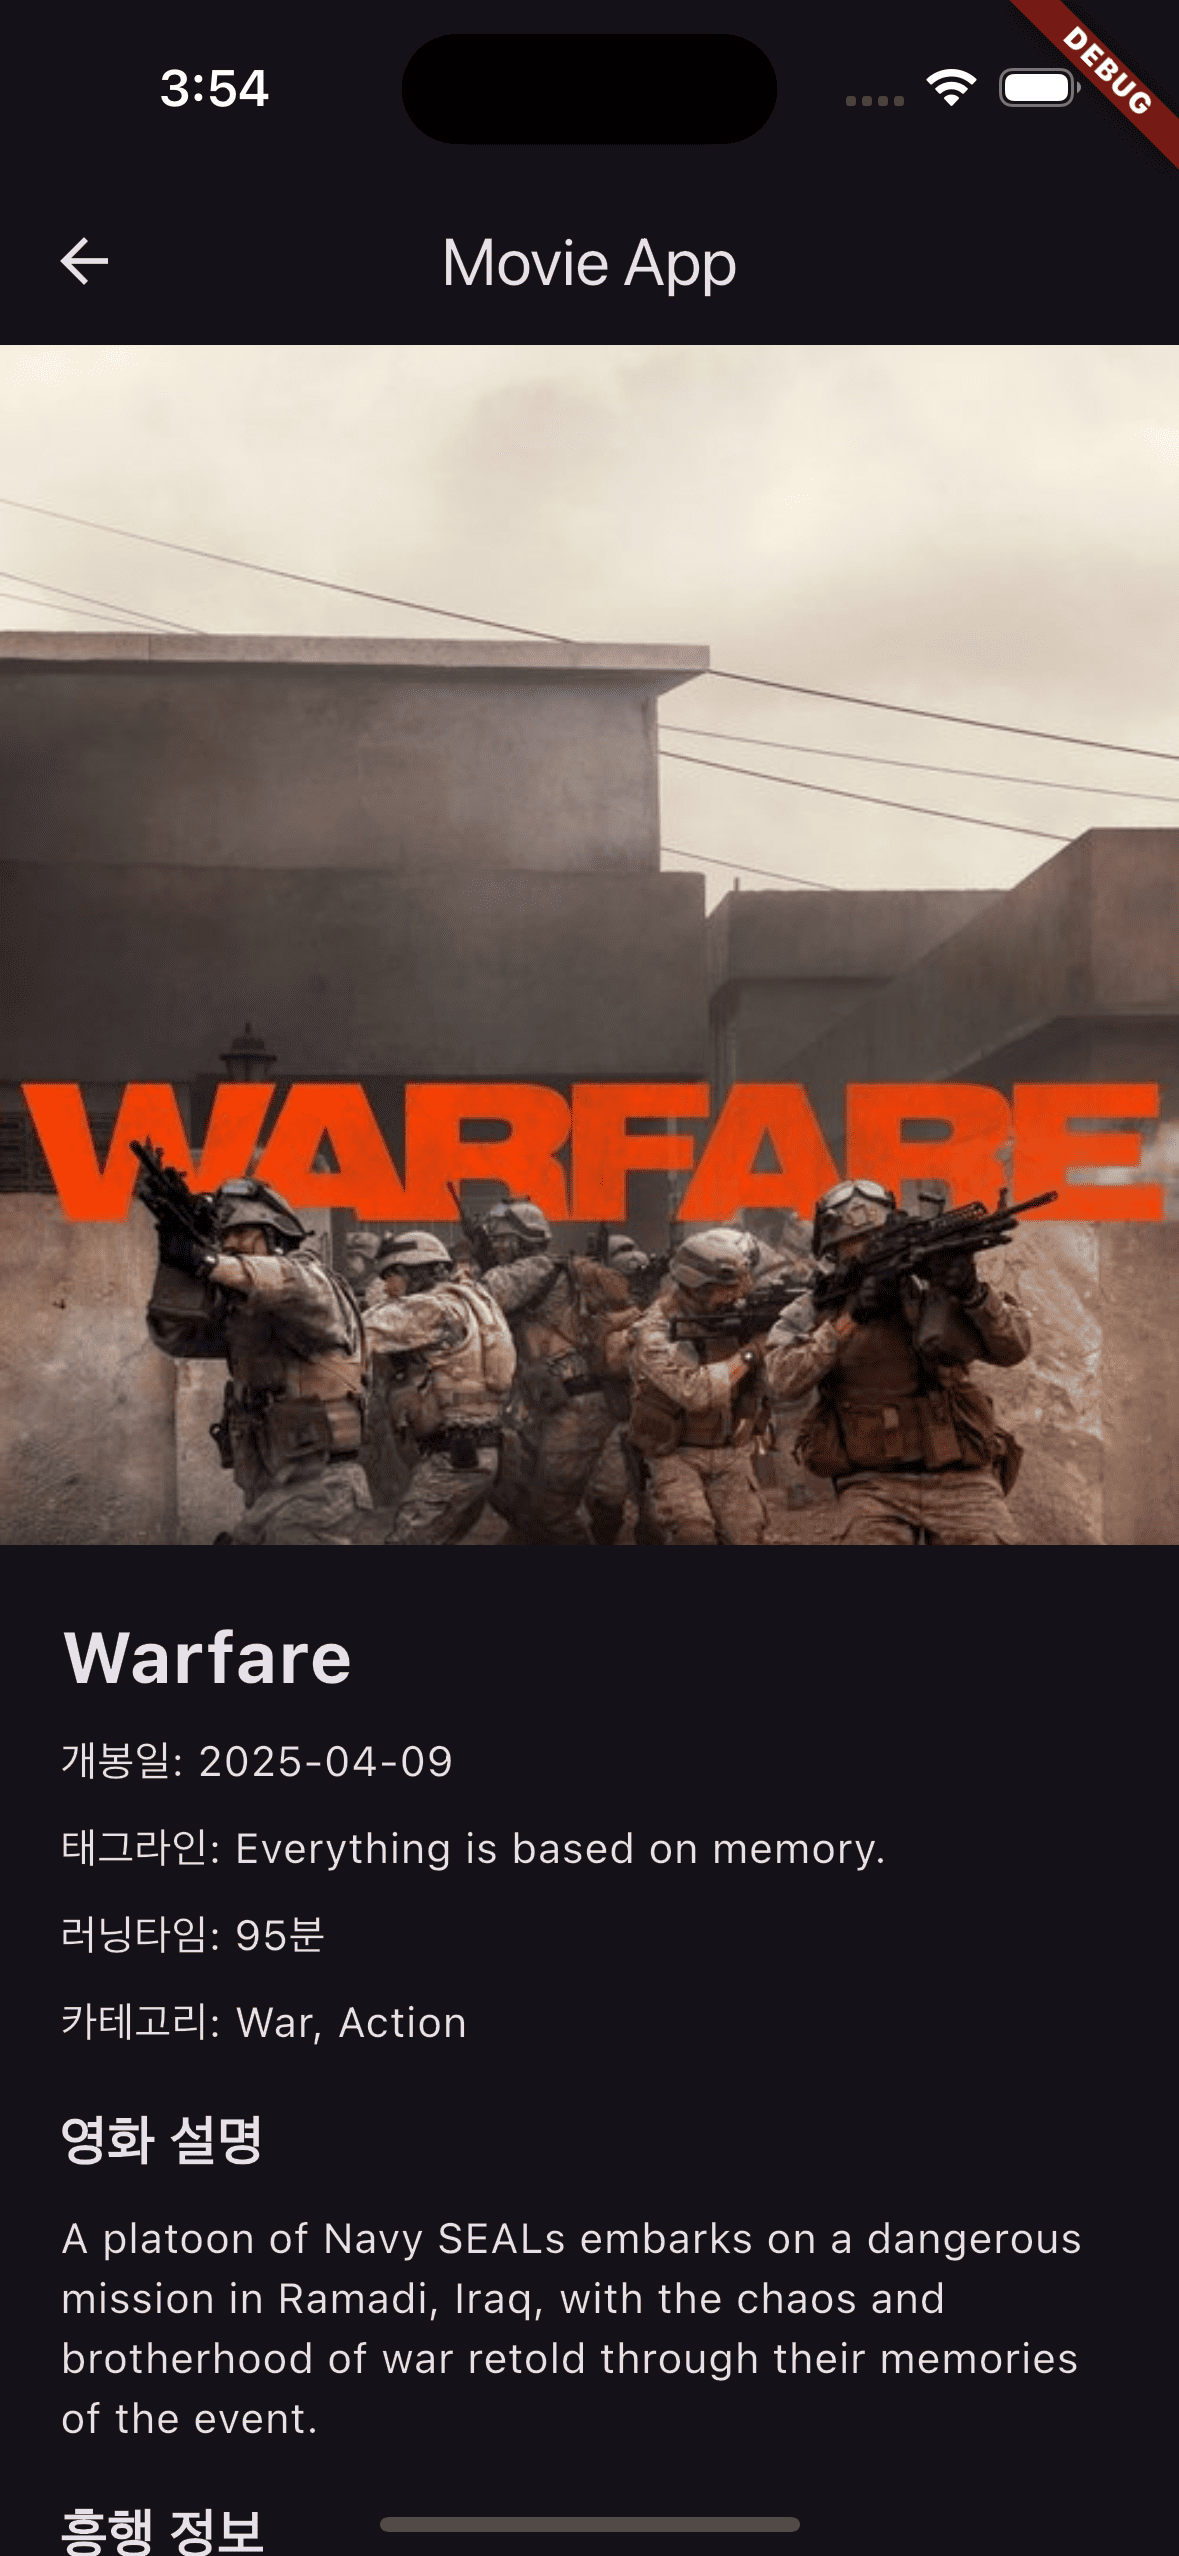 3:54
DEBUG
Movie App
WARFARE
Warfare
개봉일: 2025-04-09
태그라인: Everything is based on memory.
러닝타임: 95분
카테고리: War, Action
영화 설명
A platoon of Navy SEALs embarks on a dangerous
mission in Ramadi, Iraq, with the chaos and
brotherhood of war retold through their memories
of the event.
흥행 정보